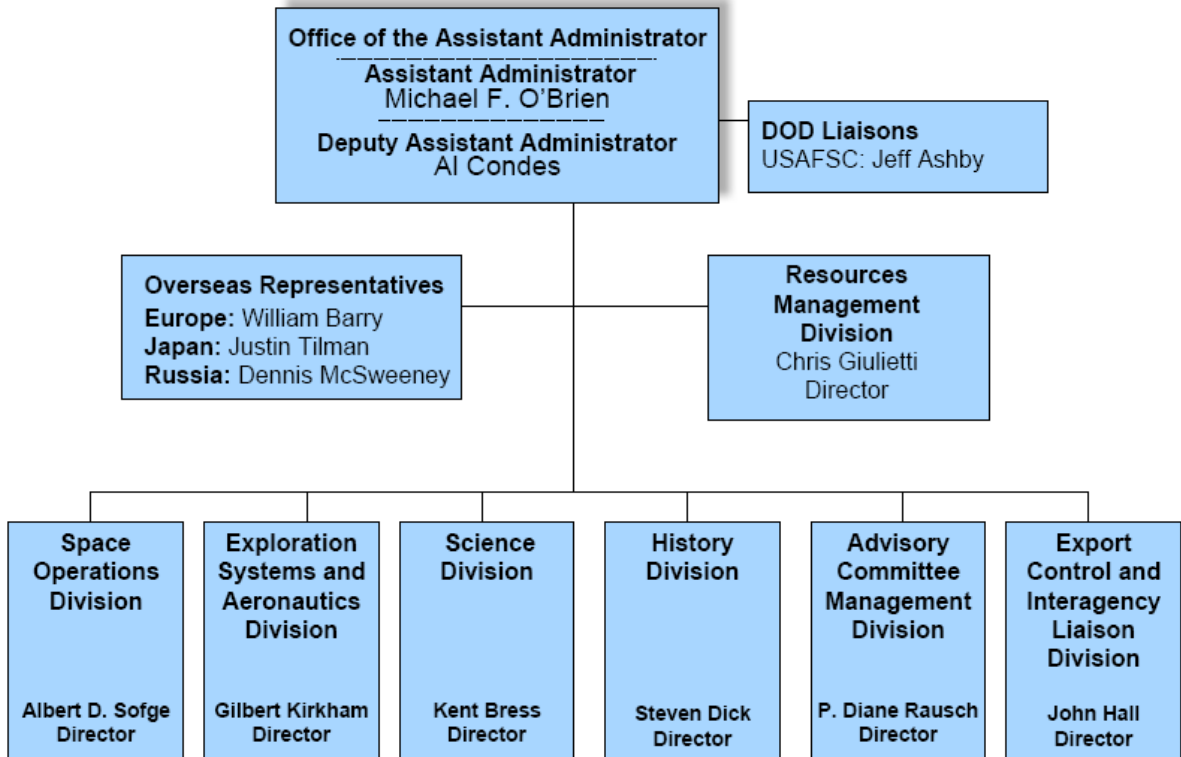 Office of the Assistant Administrator
Assistant Administrator
Michael F. O'Brien
Deputy Assistant Administrator
Al Condes
DOD Liaisons
USAFSC: Jeff Ashby
Overseas Representatives
Europe: William Barry
Japan: Justin Tilman
Russia: Dennis McSweeney
Resources
Management
Division
Chris Giulietti
Director
Space
Operations
Division
Albert D. Sofge
Director
Exploration
Systems and
Aeronautics
Division
Gilbert Kirkham
Director
Science
Division
Kent Bress
Director
History
Division
Steven Dick
Director
Advisory
Committee
Management
Division
P. Diane Rausch
Director
Export
Control and
Interagency
Liaison
Division
John Hall
Director